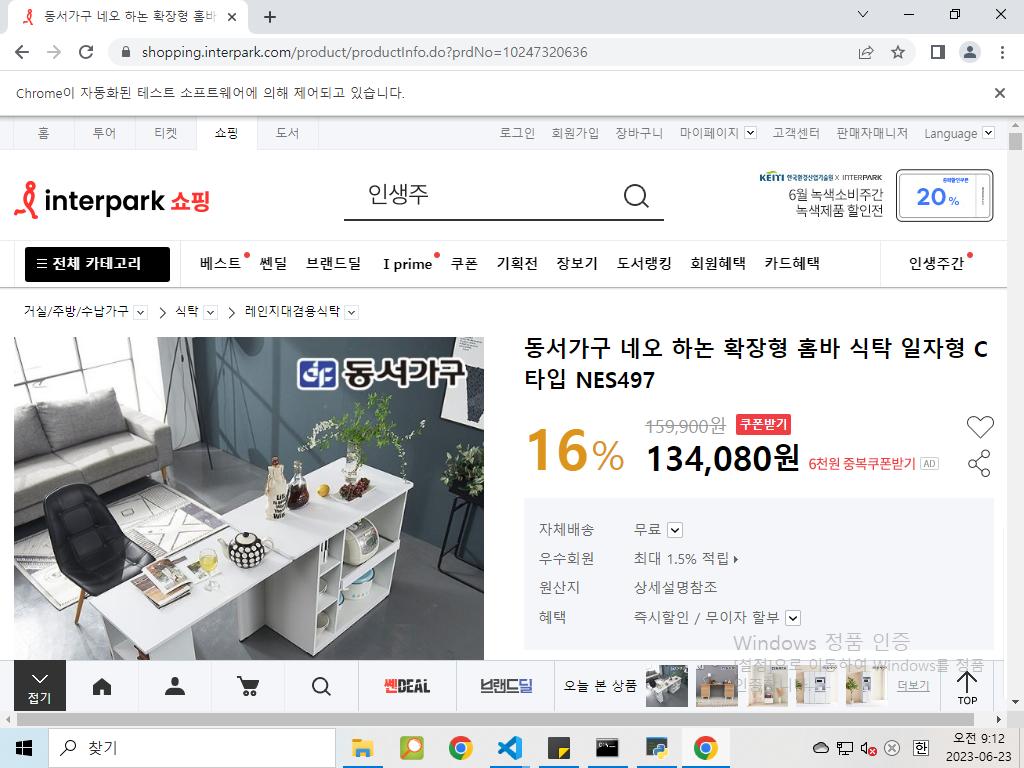 동서가구 네오 하논 확장형 홈바
shopping.interpark.com/product/productInfo.do?prdNo=10247320636
Chrome이 자동화된 테스트 소프트웨어에 의해 제어되고 있습니다.
홈 투어 티켓 쇼핑 도서 로그인 회원가입 장바구니 마이페이지 고객센터 판매자매니저 Language
interpark 쇼핑
인생주
KEITI 한국환경산업기술원 X INTERPARK
6월 녹색소비주간
녹색제품 할인전
20%
전체 카테고리 베스트 쎈딜 브랜드딜 I prime 쿠폰 기획전 장보기 도서랭킹 회원혜택 카드혜택 인생주간
거실/주방/수납가구 식탁 레인지대겸용식탁
동서가구
동서가구 네오 하논 확장형 홈바 식탁 일자형 C
타입 NES497
16%
159,900원 쿠폰받기
134,080원 6천원 중복쿠폰받기 AD
자체배송 무료
우수회원 최대 1.5% 적립
원산지 상세설명참조
혜택 즉시할인 / 무이자 할부
Windows 정품 인증
[설정]으로 이동하여 Windows를 정품
인증합니다.
접기
쎈DEAL
브랜드딜
오늘 본 상품
더보기
TOP
찾기
한
오전 9:12
2023-06-23